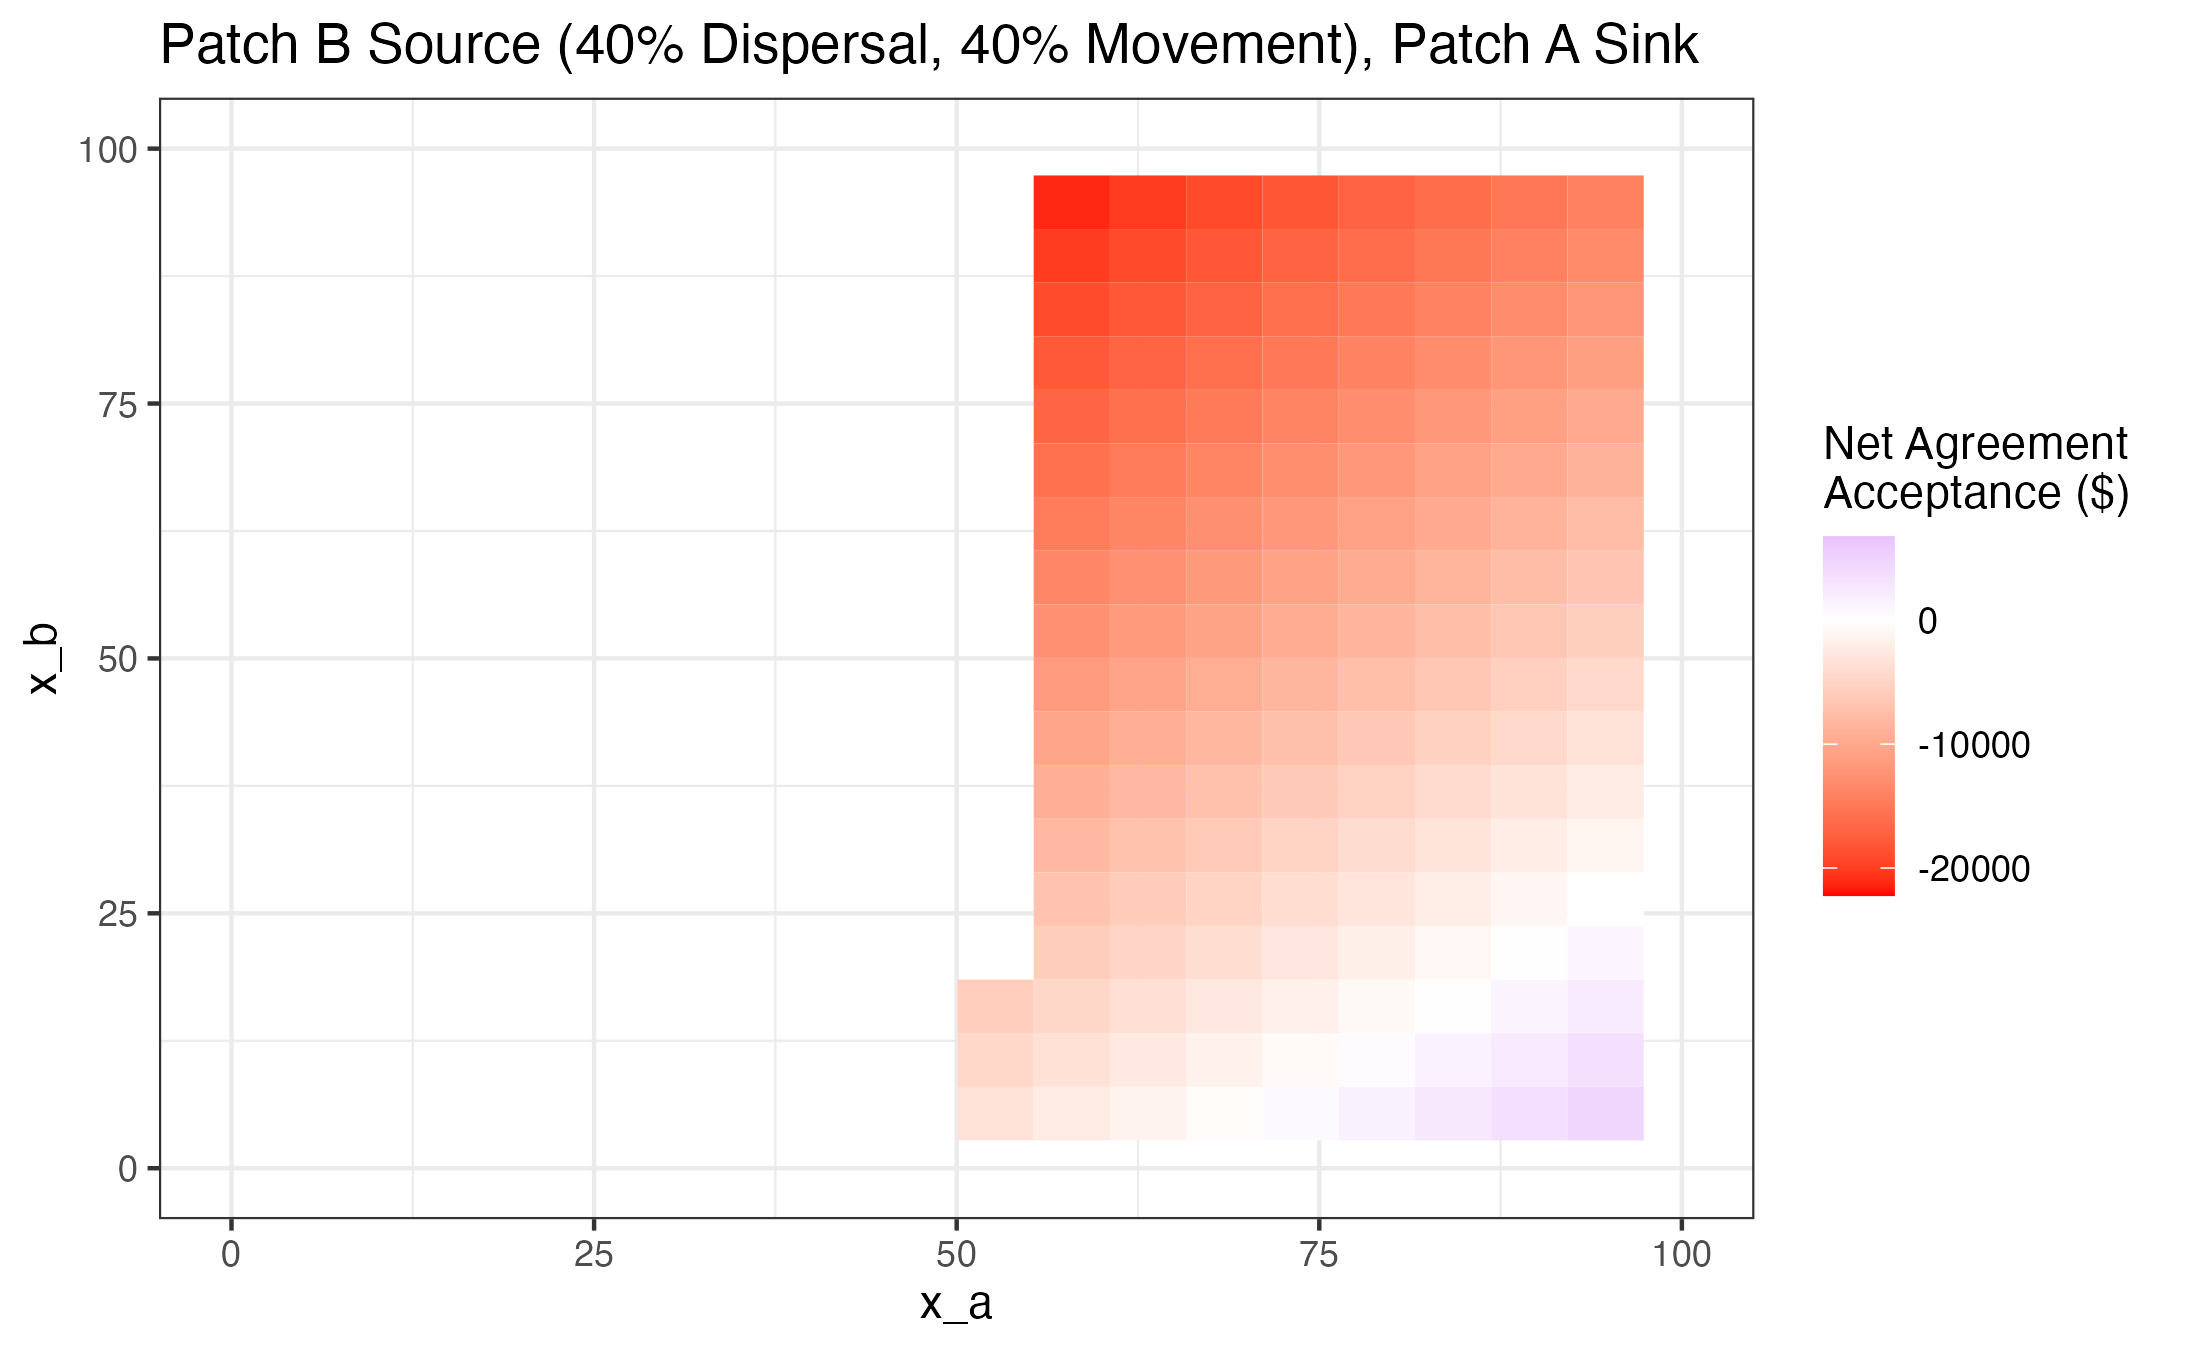 Patch B Source (40% Dispersal, 40% Movement), Patch A Sink
100
75
50
25
0
x_b
0
25
50
75
100
x_a
Net Agreement
Acceptance ($)
0
-10000
-20000